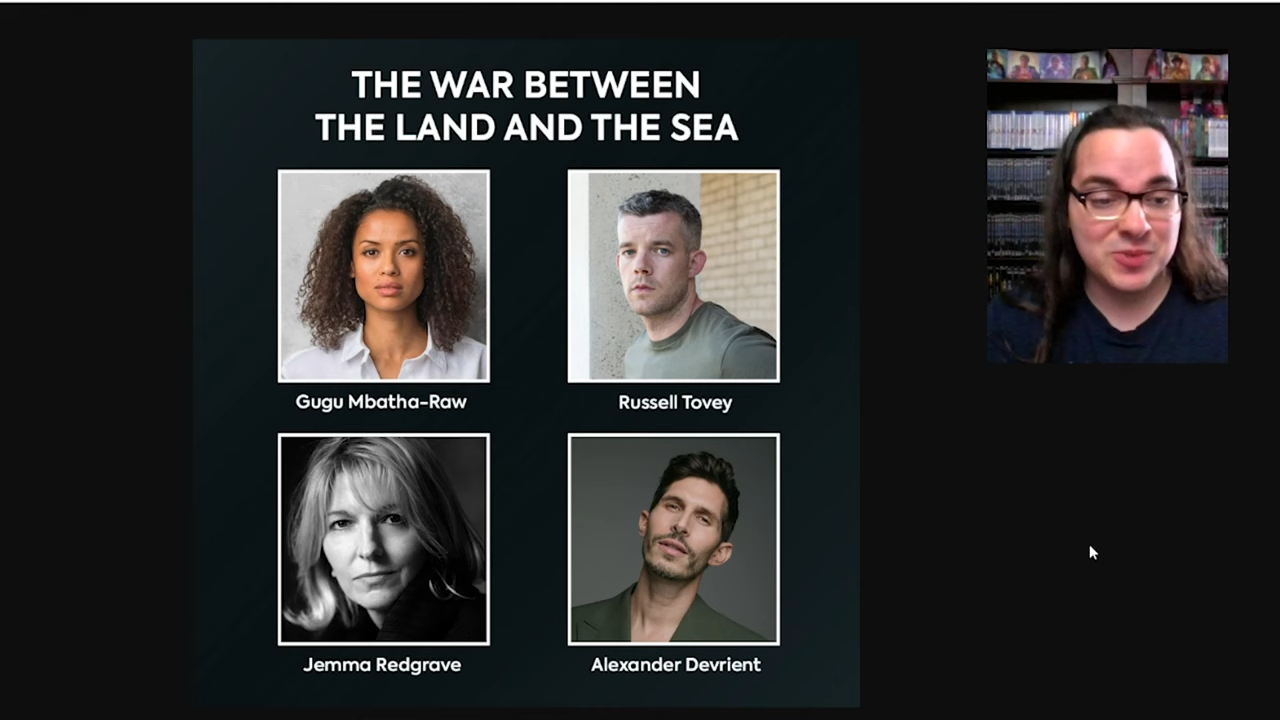 THE WAR BETWEEN
THE LAND AND THE SEA
Gugu Mbatha-Raw
Russell Tovey
Jemma Redgrave
Alexander Devrient